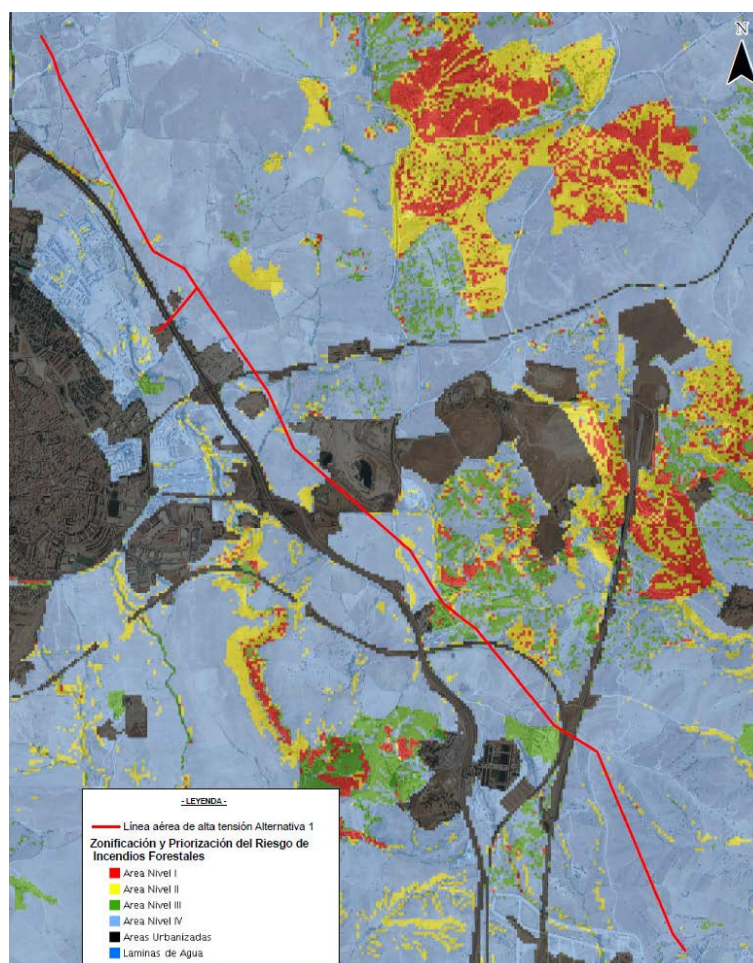 N
- LEYENDA -
Línea aérea de alta tensión Alternativa 1
Zonificación y Priorización del Riesgo de
Incendios Forestales
Area Nivel I
Area Nivel II
Area Nivel III
Area Nivel IV
Areas Urbanizadas
Laminas de Agua